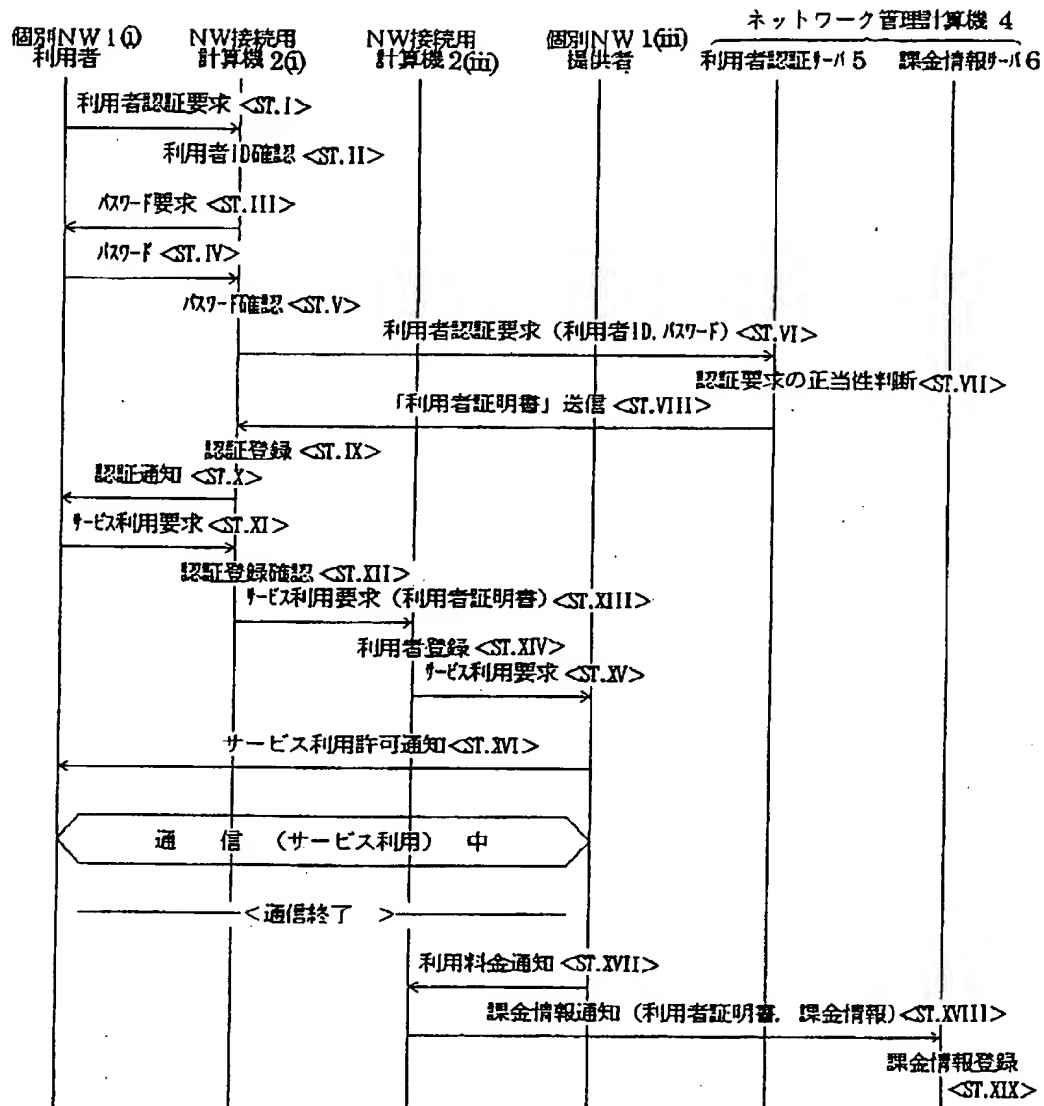 ネットワーク管理計算機 4
個別NW 1(i)
利用者
NW接続用
計算機 2(i)
NW接続用
計算機 2(iii)
個別NW 1(iii)
提供者
利用者認証サーバ 5
課金情報サーバ 6
利用者認証要求 <ST.I>
利用者ID確認 <ST.II>
パスワード要求 <ST.III>
パスワード <ST.IV>
パスワード確認 <ST.V>
利用者認証要求 (利用者ID, パスワード) <ST.VI>
認証要求の正当性判断 <ST.VII>
「利用者証明書」送信 <ST.VIII>
認証登録 <ST.IX>
認証通知 <ST.X>
サービス利用要求 <ST.XI>
認証登録確認 <ST.XII>
サービス利用要求 (利用者証明書) <ST.XIII>
利用者登録 <ST.XIV>
サービス利用要求 <ST.XV>
サービス利用許可通知 <ST.XVI>
通 信 (サービス利用) 中
<通信終了 >
利用料金通知 <ST.XVII>
課金情報通知 (利用者証明書, 課金情報) <ST.XVIII>
課金情報登録
<ST.XIX>